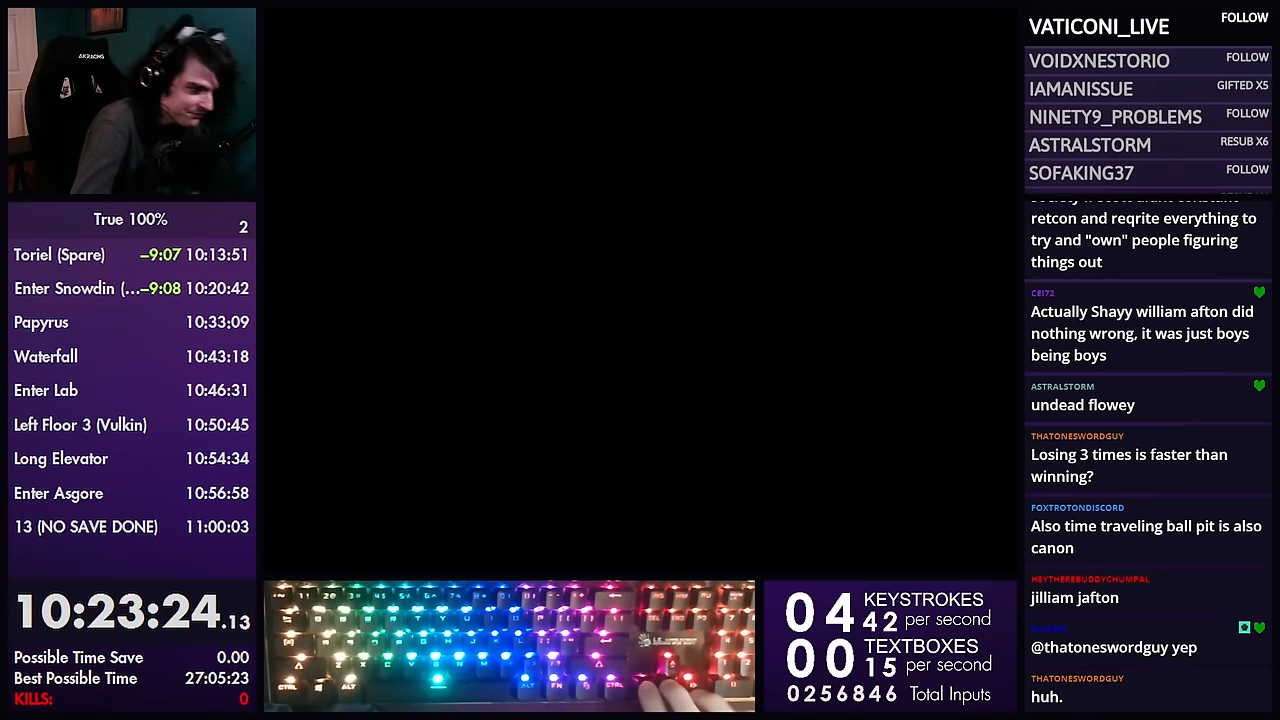 AKRACING
True 100%
2
Toriel (Spare) −9:07 10:13:51
Enter Snowdin (... −9:08 10:20:42
Papyrus 10:33:09
Waterfall 10:43:18
Enter Lab 10:46:31
Left Floor 3 (Vulkin) 10:50:45
Long Elevator 10:54:34
Enter Asgore 10:56:58
13 (NO SAVE DONE) 11:00:03
10:23:24.13
Possible Time Save 0.00
Best Possible Time 27:05:23
KILLS: 0
CTRL ALT ALT FN CTRL
04 KEYSTROKES
42 per second
00 TEXTBOXES
15 per second
0256846 Total Inputs
VATICONI_LIVE FOLLOW
VOIDXNESTORIO FOLLOW
IAMANISSUE GIFTED X5
NINETY9_PROBLEMS FOLLOW
ASTRALSTORM RESUB X6
SOFAKING37 FOLLOW
retcon and reqrite everything to
try and "own" people figuring
things out
CEI72
Actually Shayy william afton did
nothing wrong, it was just boys
being boys
ASTRALSTORM
undead flowey
THATONESWORDGUY
Losing 3 times is faster than
winning?
FOXTROTONDISCORD
Also time traveling ball pit is also
canon
HEYTHEREBUDDYCHUMPAL
jilliam jafton
@thatoneswordguy yep
THATONESWORDGUY
huh.